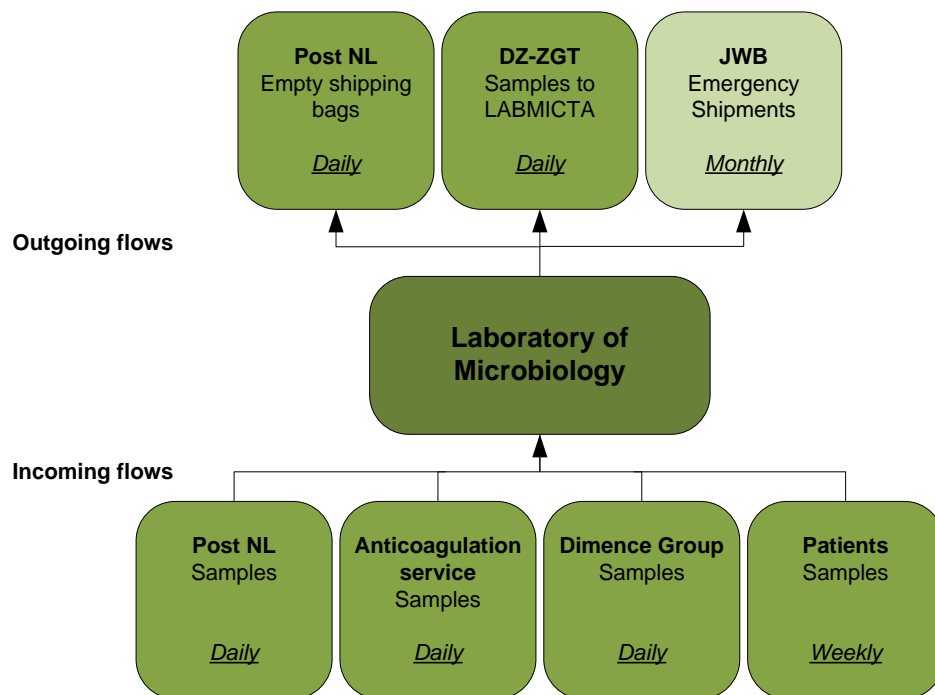 Post NL
Empty shipping
bags
Daily
DZ-ZGT
Samples to
LABMICTA
Daily
JWB
Emergency
Shipments
Monthly
Outgoing flows
Laboratory of
Microbiology
Incoming flows
Post NL
Samples
Daily
Anticoagulation
service
Samples
Daily
Dimence Group
Samples
Daily
Patients
Samples
Weekly